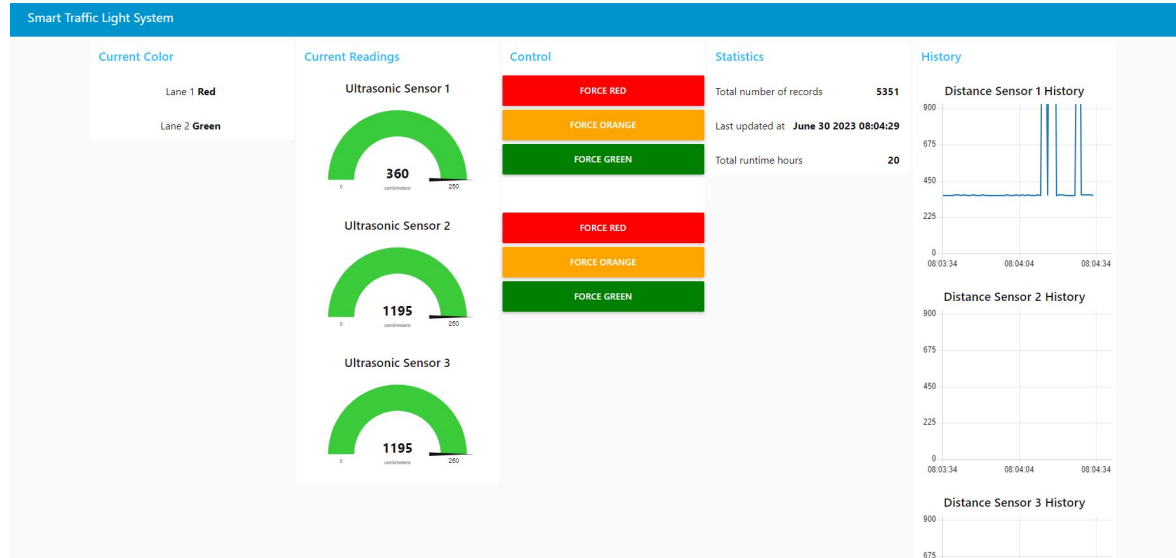 Smart Traffic Light System
Current Color
Lane 1 Red
Lane 2 Green
Current Readings
Ultrasonic Sensor 1
360
centimeters
0
250
Ultrasonic Sensor 2
1195
centimeters
0
250
Ultrasonic Sensor 3
1195
centimeters
0
250
Control
FORCE RED
FORCE ORANGE
FORCE GREEN
FORCE RED
FORCE ORANGE
FORCE GREEN
Statistics
Total number of records 5351
Last updated at June 30 2023 08:04:29
Total runtime hours 20
History
Distance Sensor 1 History
900
675
450
225
0
08:03:34 08:04:04 08:04:34
Distance Sensor 2 History
900
675
450
225
0
08:03:34 08:04:04 08:04:34
Distance Sensor 3 History
900
675